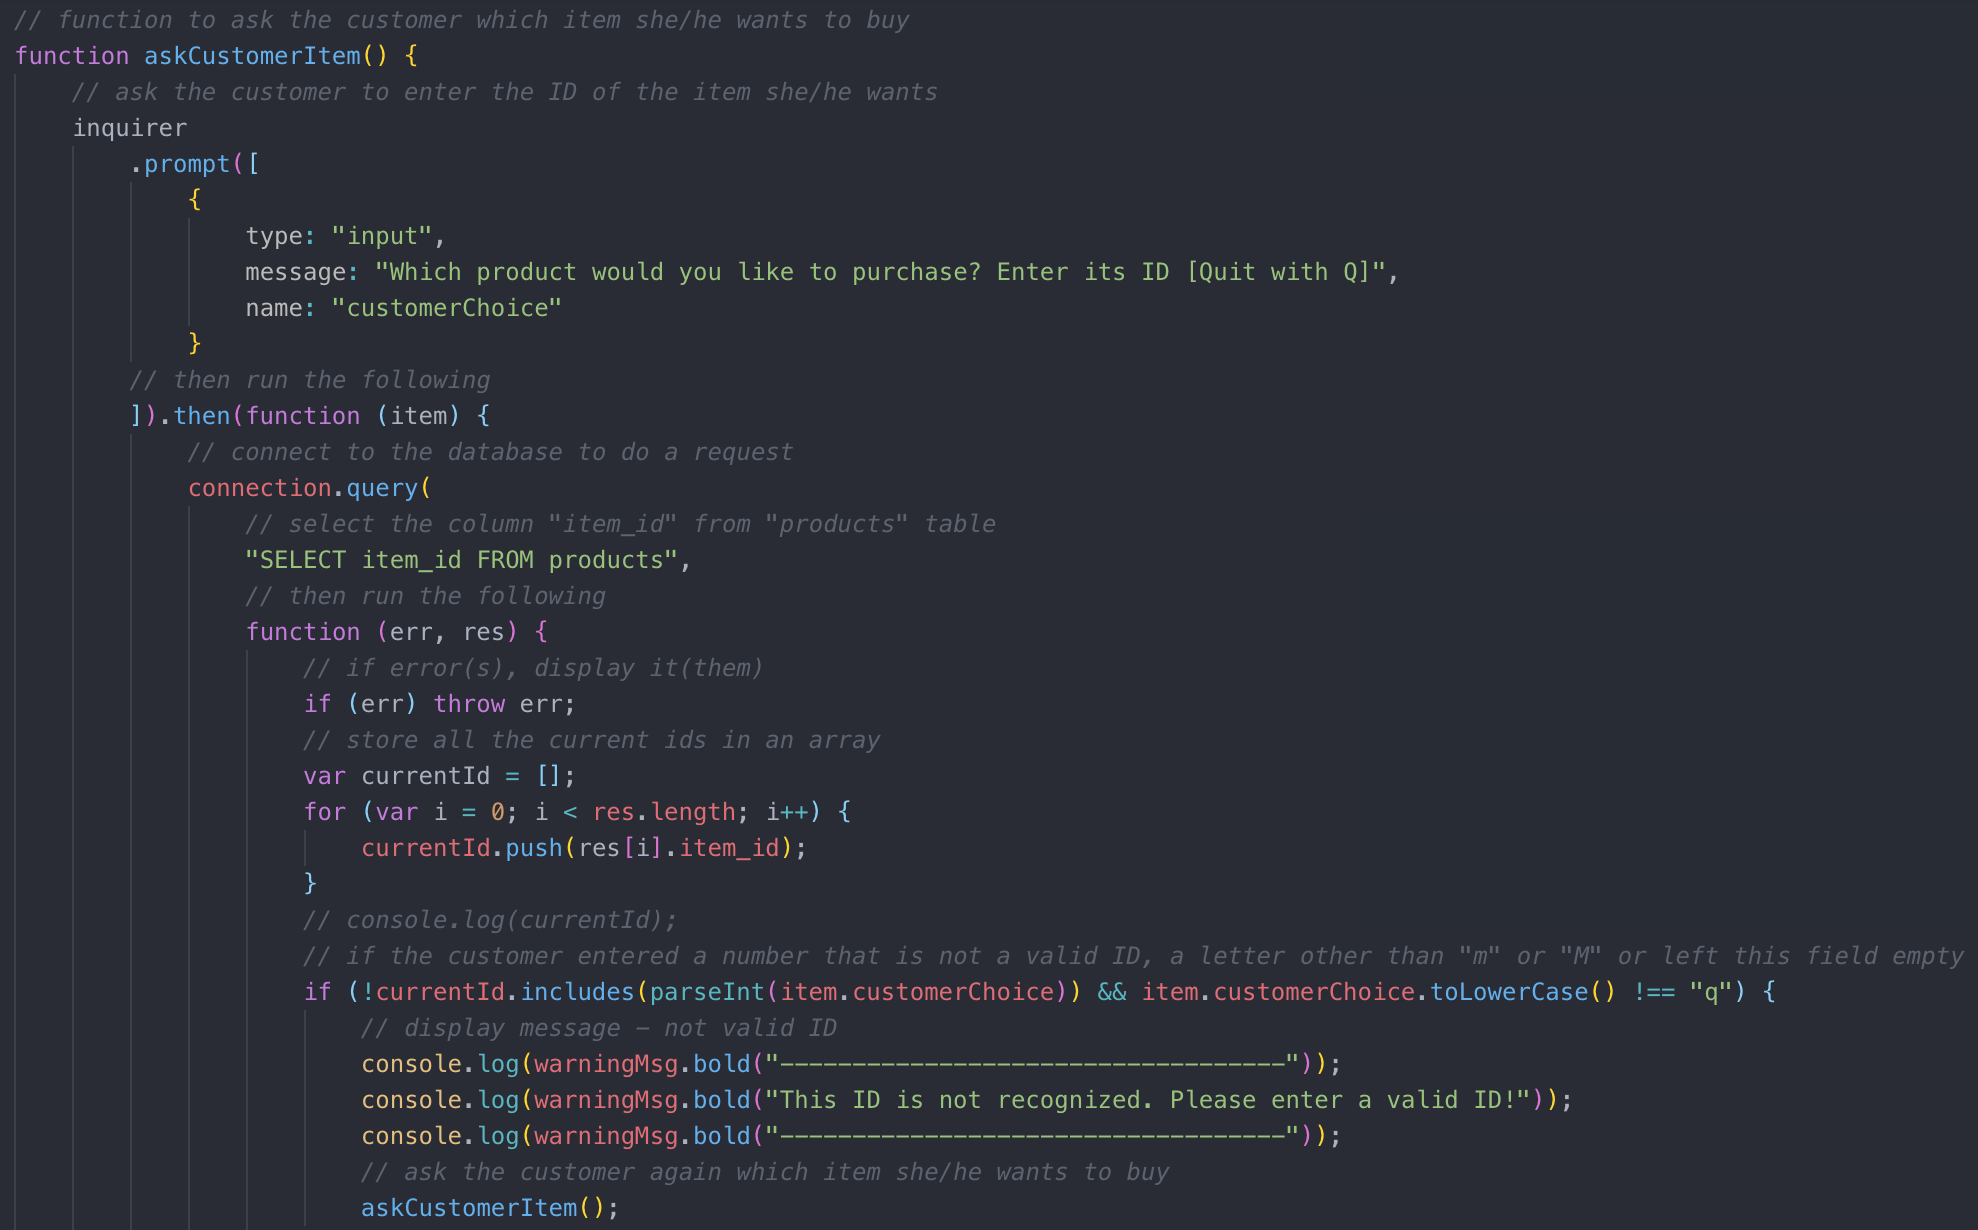 // function to ask the customer which item she/he wants to buy
function askCustomerItem() {
    // ask the customer to enter the ID of the item she/he wants
    inquirer
        .prompt([
            {
                type: "input",
                message: "Which product would you like to purchase? Enter its ID [Quit with Q]",
                name: "customerChoice"
            }
        // then run the following
        ]).then(function (item) {
            // connect to the database to do a request
            connection.query(
                // select the column "item_id" from "products" table
                "SELECT item_id FROM products",
                // then run the following
                function (err, res) {
                    // if error(s), display it(them)
                    if (err) throw err;
                    // store all the current ids in an array
                    var currentId = [];
                    for (var i = 0; i < res.length; i++) {
                        currentId.push(res[i].item_id);
                    }
                    // console.log(currentId);
                    // if the customer entered a number that is not a valid ID, a letter other than "m" or "M" or left this field empty
                    if (!currentId.includes(parseInt(item.customerChoice)) && item.customerChoice.toLowerCase() !== "q") {
                        // display message – not valid ID
                        console.log(warningMsg.bold("-----------------------------------"));
                        console.log(warningMsg.bold("This ID is not recognized. Please enter a valid ID!"));
                        console.log(warningMsg.bold("-----------------------------------"));
                        // ask the customer again which item she/he wants to buy
                        askCustomerItem();